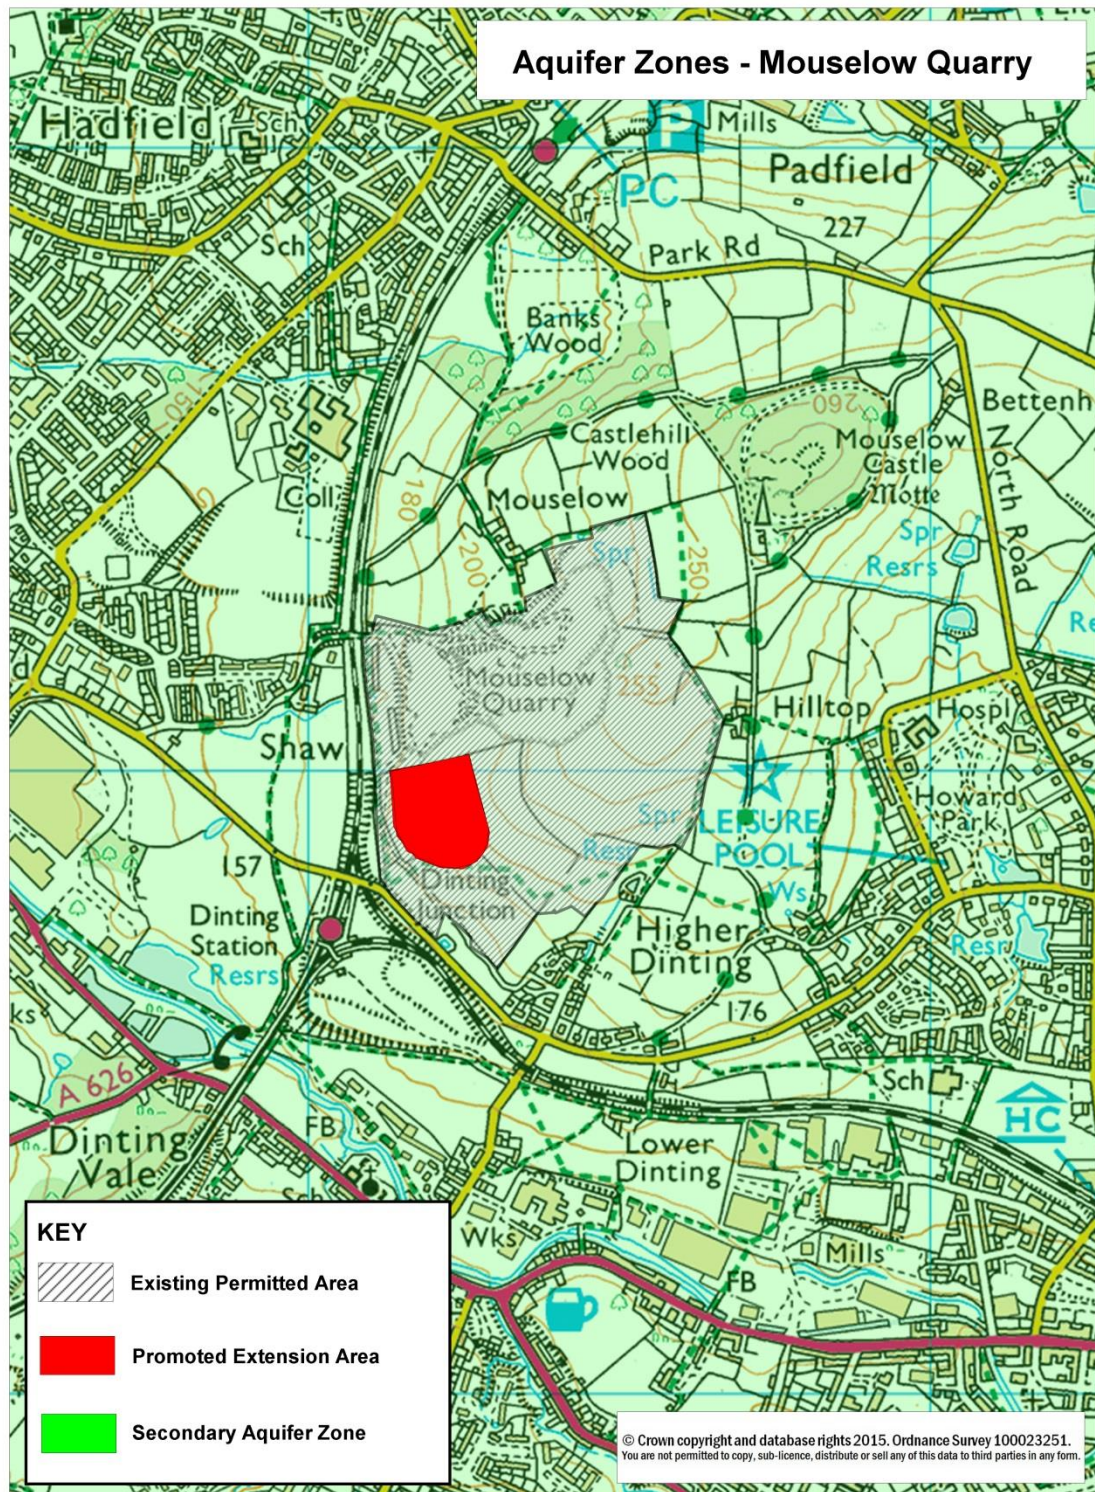 Aquifer Zones - Mouselow Quarry
Hadfield
Sch
Mills
Padfield
P
PC
227
Sch
Park Rd
Banks
Wood
50
260
Bettenh
Castlehill
Wood
Mouselow
Castle
Motte
North Road
Coll
180
Mouselow
200
Spr
250
Spr
Resrs
Re
d
Mouselow
Quarry
255
Hilltop
Hospl
Shaw
Howard
Park
Spr
LEISURE
POOL
Resr
157
Ws
Dinting
Junction
Dinting
Station
Resrs
Higher
Dinting
Resr
176
ks
A 626
Sch
HC
Dinting
Vale
FB
Lower
Dinting
Sch
Wks
Mills
FB
KEY
Existing Permitted Area
Promoted Extension Area
Secondary Aquifer Zone
© Crown copyright and database rights 2015. Ordnance Survey 100023251.
You are not permitted to copy, sub-licence, distribute or sell any of this data to third parties in any form.